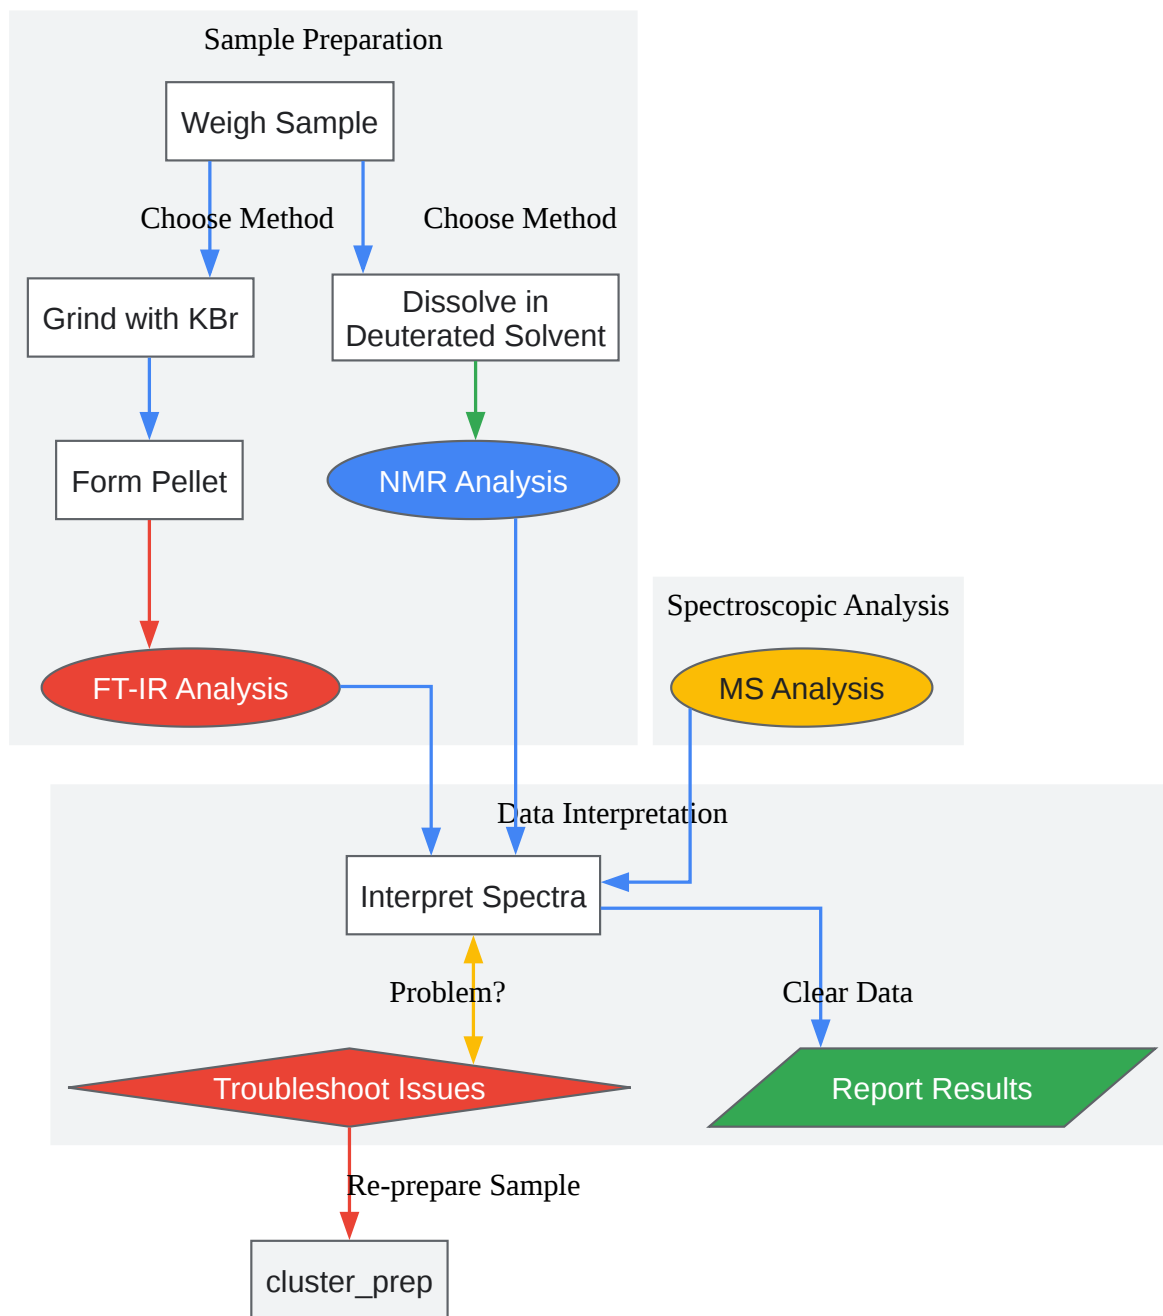 Sample Preparation
Weigh Sample
Choose Method
Choose Method
Grind with KBr
Dissolve in
Deuterated Solvent
Form Pellet
NMR Analysis
Spectroscopic Analysis
FT-IR Analysis
MS Analysis
Data Interpretation
Interpret Spectra
Problem?
Clear Data
Troubleshoot Issues
Report Results
Re-prepare Sample
cluster_prep